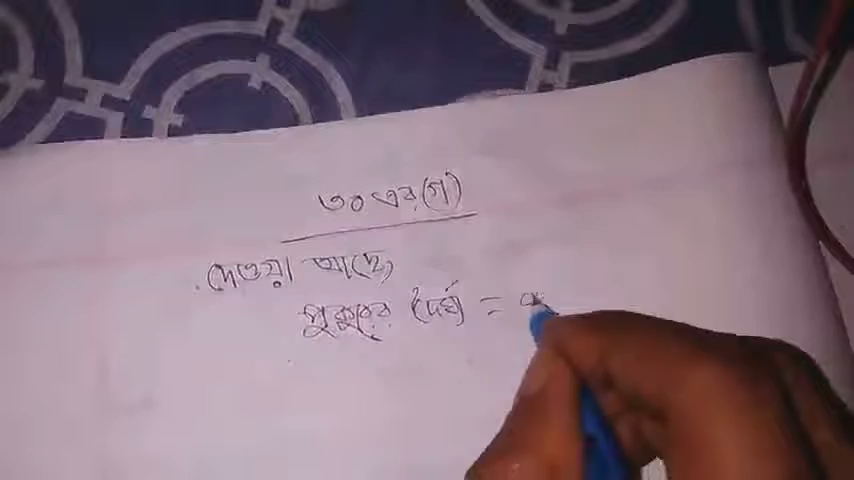 ৩০ এর (গ)
দেওয়া আছে,
পুকুরের দৈর্ঘ্য =